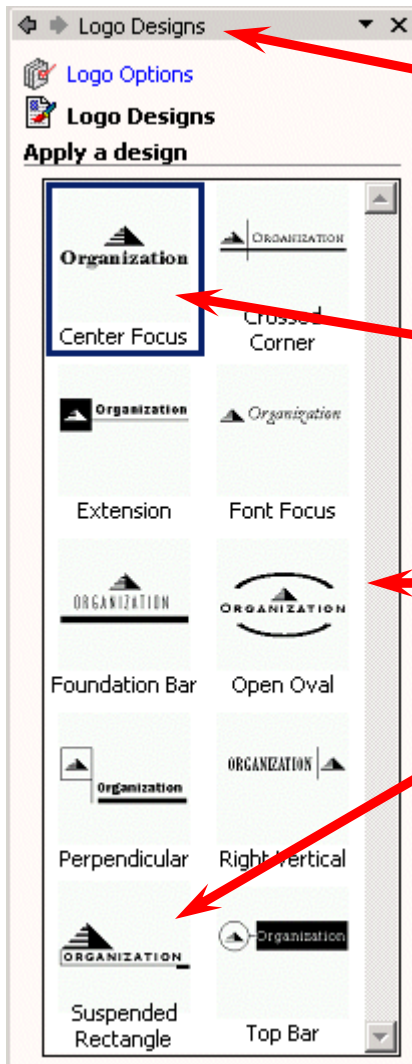 Logo Designs
Logo Options
Logo Designs
Apply a design
Organization
ORGANIZATION
Center Focus
Crossed
Corner
Organization
Organization
Extension
Font Focus
ORGANIZATION
ORGANIZATION
Foundation Bar
Open Oval
Organization
ORGANIZATION
Perpendicular
Right Vertical
ORGANIZATION
Organization
Suspended
Rectangle
Top Bar